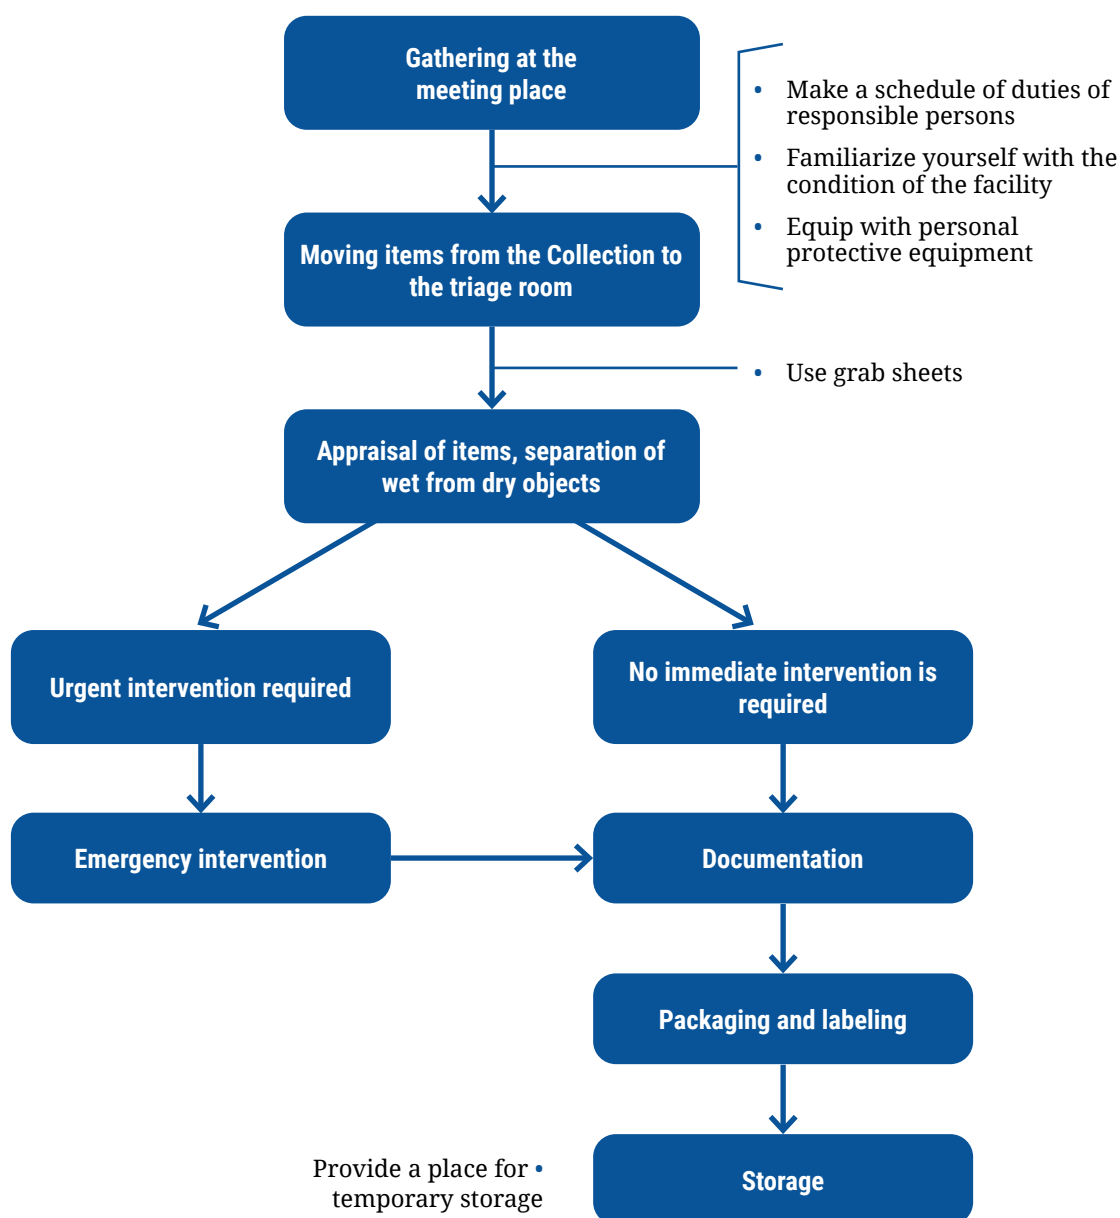 Gathering at the
meeting place
• Make a schedule of duties of
responsible persons
• Familiarize yourself with the
condition of the facility
• Equip with personal
protective equipment
Moving items from the Collection to
the triage room
• Use grab sheets
Appraisal of items, separation of
wet from dry objects
Urgent intervention required
No immediate intervention is
required
Emergency intervention
Documentation
Packaging and labeling
Provide a place for •
temporary storage
Storage